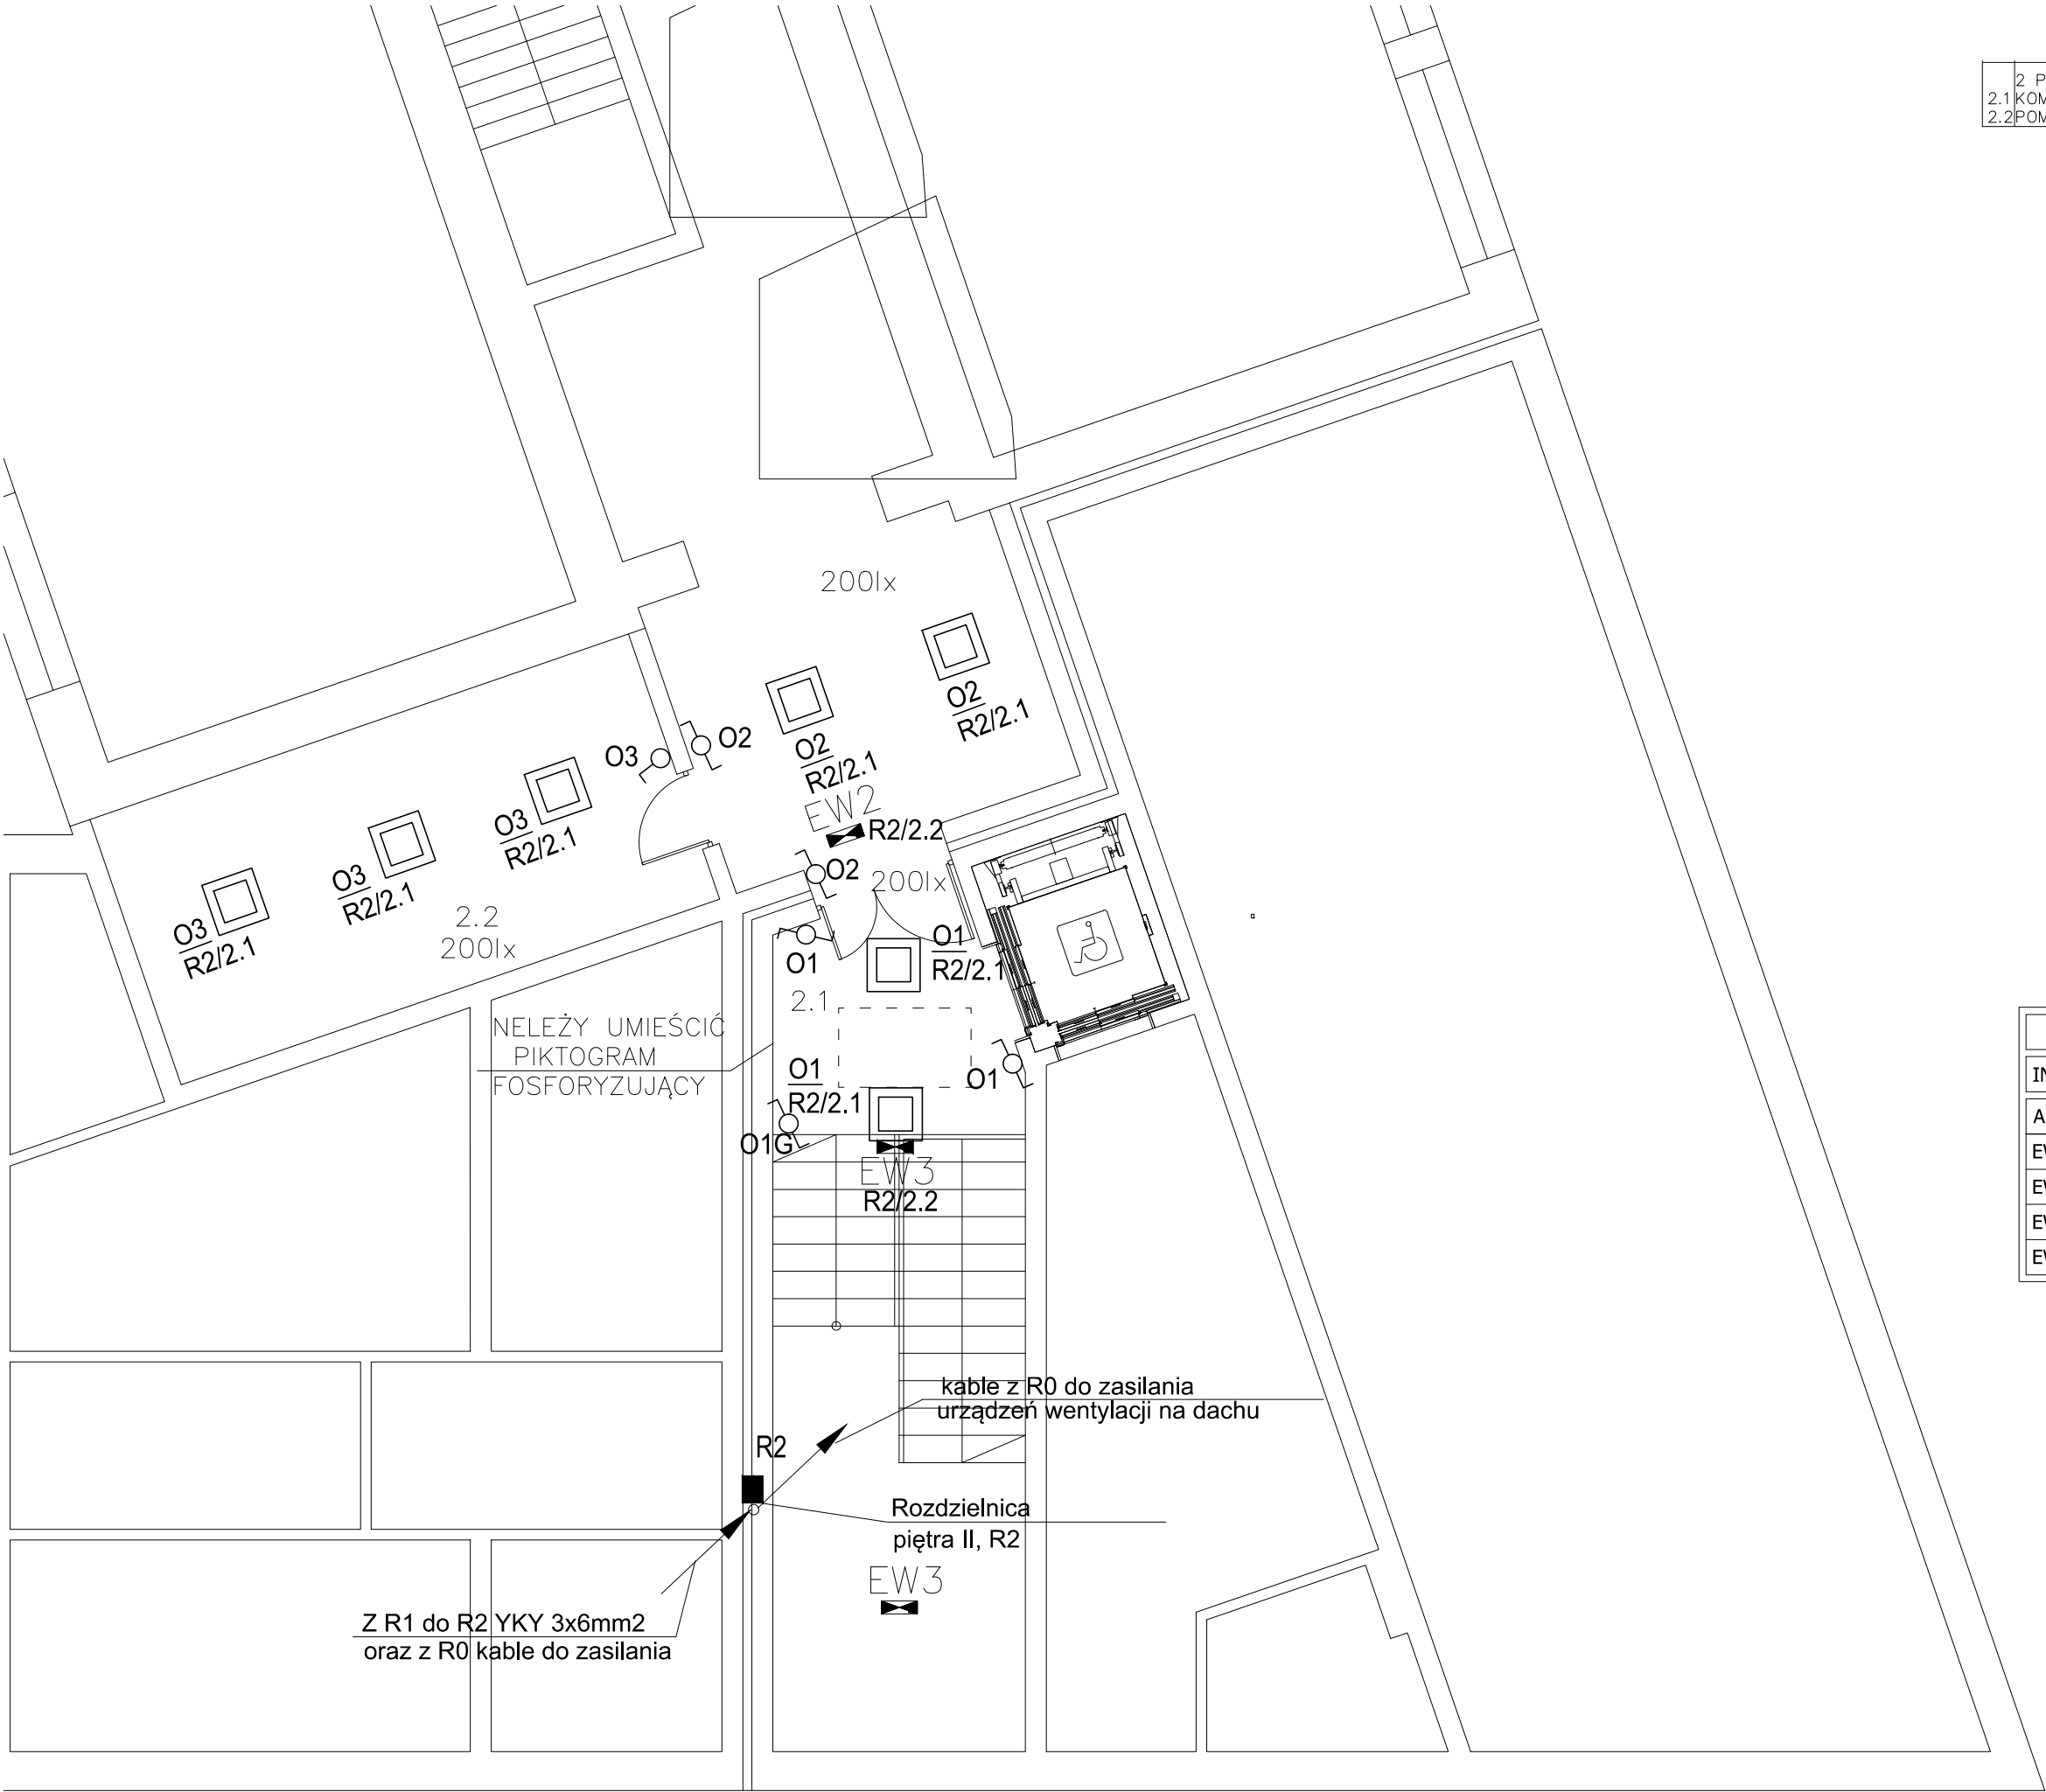 2 P
2.1 KOM
2.2 POM
200lx
O2
R2/2.1
O2
R2/2.1
O2
O3
O3
R2/2.1
O3
R2/2.1
O3
R2/2.1
EW2
R2/2.2
O2
200lx
2.2
200lx
O1
R2/2.1
O1
2.1
NELEŻY UMIEŚCIĆ
PIKTOGRAM
FOSFORYZUJĄCY
O1
R2/2.1
O1
O1G
EW3
R2/2.2
kable z R0 do zasilania
urządzeń wentylacji na dachu
R2
Rozdzielnica
piętra II, R2
EW3
Z R1 do R2 YKY 3x6mm2
oraz z R0 kable do zasilania